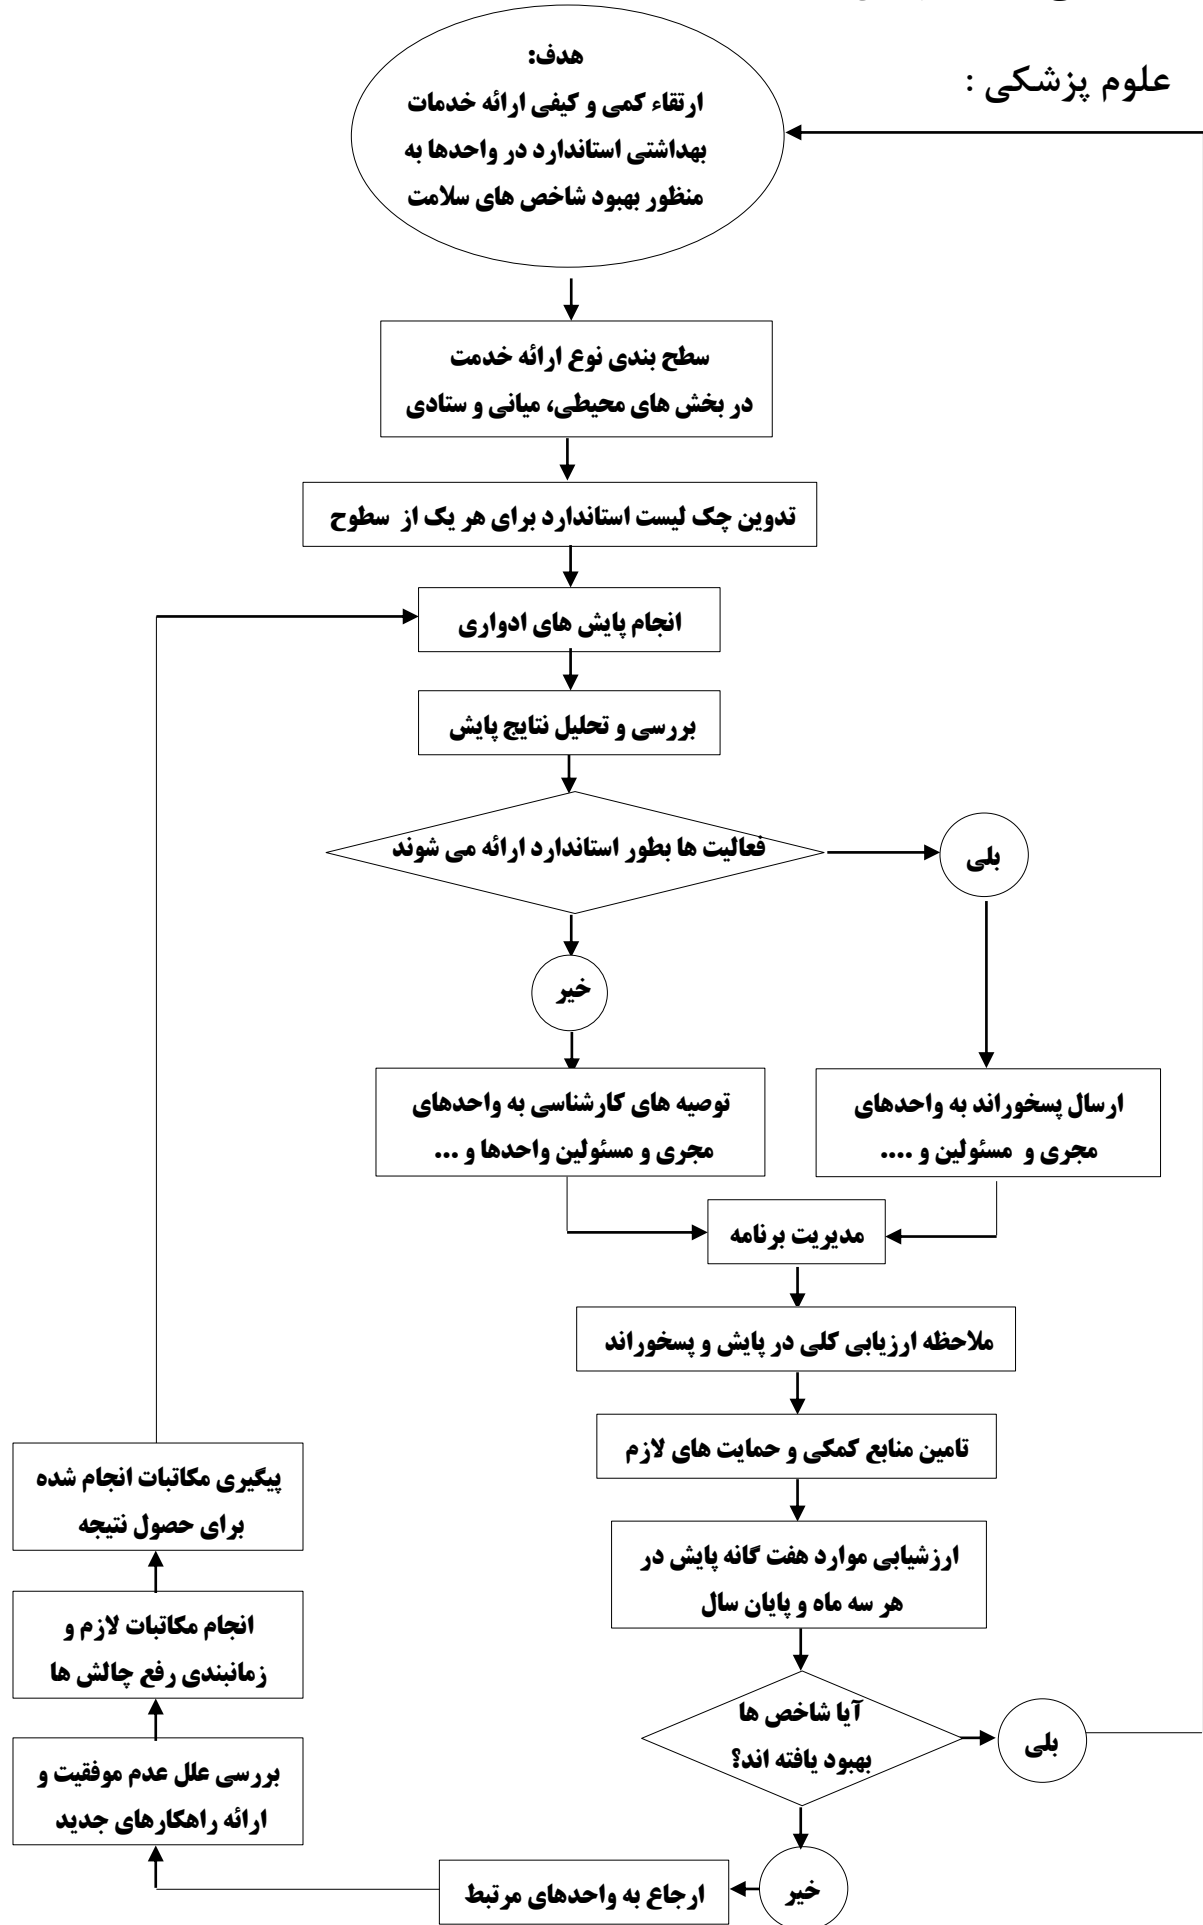 علوم پزشکی :
هدف:
ارتقاء کمی و کیفی ارائه خدمات
بهداشتی استاندارد در واحدها به
منظور بهبود شاخص های سلامت
سطح بندی نوع ارائه خدمت
در بخش های محیطی، میانی و ستادی
تدوین چک لیست استاندارد برای هر یک از سطوح
انجام پایش های ادواری
بررسی و تحلیل نتایج پایش
فعالیت ها بطور استاندارد ارائه می شوند
بلی
خیر
ارسال پسخوراند به واحدهای
مجری و مسئولین و ....
توصیه های کارشناسی به واحدهای
مجری و مسئولین واحدها و ...
مدیریت برنامه
ملاحظه ارزیابی کلی در پایش و پسخوراند
تامین منابع کمکی و حمایت های لازم
ارزشیابی موارد هفت گانه پایش در
هر سه ماه و پایان سال
آیا شاخص ها
بهبود یافته اند؟
بلی
خیر
ارجاع به واحدهای مرتبط
بررسی علل عدم موفقیت و
ارائه راهکارهای جدید
انجام مکاتبات لازم و
زمانبندی رفع چالش ها
پیگیری مکاتبات انجام شده
برای حصول نتیجه